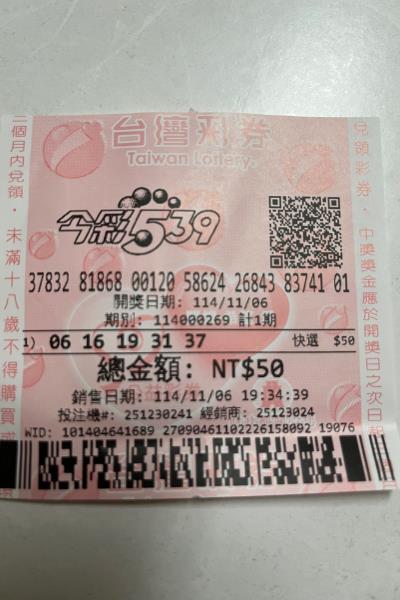 台灣彩券
Taiwan Lottery
今彩539
37832 81868 00120 58624 26843 83741 01
開獎日期: 114/11/06
期別: 114000269 計1期
1) 06 16 19 31 37 快選 $50
總金額: NT$50
銷售日期: 114/11/06 19:34:39
投注機#: 251230241 經銷商: 25123024
WID: 101404641689 27090461102226158092 19076
三個月內兌領。未滿十八歲不得購買或
兌領彩券。中獎獎金應於開獎日之次日起